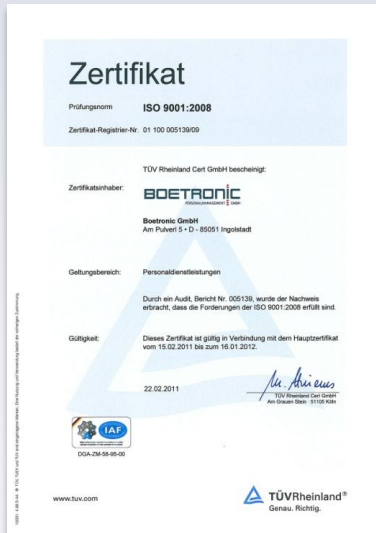 Zertifikat
Prüfungsnorm ISO 9001:2008
Zertifikat-Registrier-Nr. 01 100 005139/09
TÜV Rheinland Cert GmbH bescheinigt:
Zertifikatsinhaber:
BOETRONIC
PERSONALMANAGEMENT GMBH
Boetronic GmbH
Am Pulverl 5 • D - 85051 Ingolstadt
Geltungsbereich: Personaldienstleistungen
Durch ein Audit, Bericht Nr. 005139, wurde der Nachweis
erbracht, dass die Forderungen der ISO 9001:2008 erfüllt sind.
Gültigkeit: Dieses Zertifikat ist gültig in Verbindung mit dem Hauptzertifikat
vom 15.02.2011 bis zum 16.01.2012.
22.02.2011
TÜV Rheinland Cert GmbH
Am Grauen Stein · 51105 Köln
IAF
DGA-ZM-58-95-00
www.tuv.com
TÜVRheinland®
Genau. Richtig.